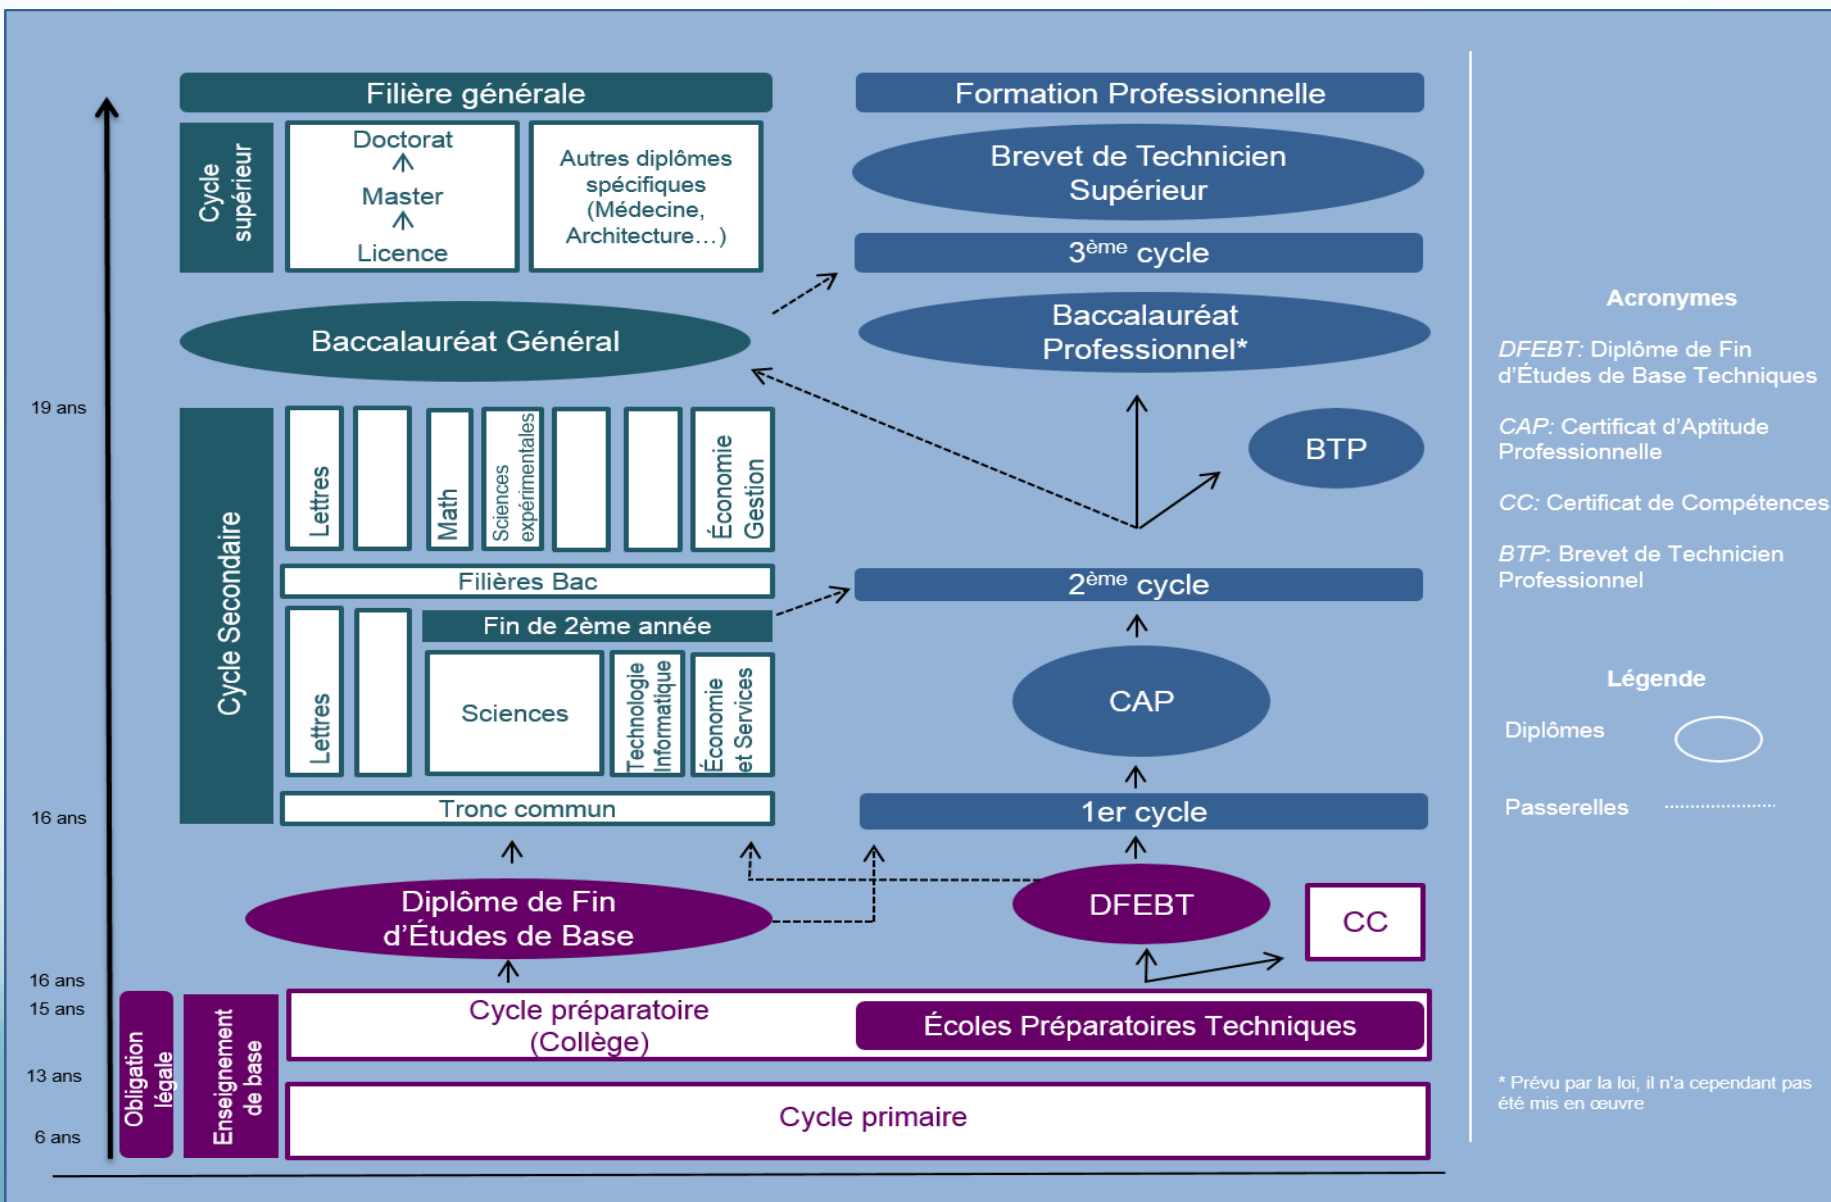 Filière générale
Formation Professionnelle
Cycle
supérieur
Doctorat
Master
Licence
Autres diplômes
spécifiques
(Médecine,
Architecture…)
Brevet de Technicien
Supérieur
3ème cycle
Baccalauréat Général
Baccalauréat
Professionnel*
19 ans
Cycle Secondaire
Lettres
Math
Sciences
expérimentales
Économie
Gestion
BTP
Filières Bac
2ème cycle
Fin de 2ème année
Lettres
Sciences
Technologie
Informatique
Économie
et Services
CAP
Tronc commun
1er cycle
16 ans
Diplôme de Fin
d'Études de Base
DFEBT
CC
16 ans
15 ans
13 ans
6 ans
Obligation
légale
Enseignement
de base
Cycle préparatoire
(Collège)
Écoles Préparatoires Techniques
Cycle primaire
Acronymes
DFEBT: Diplôme de Fin
d'Études de Base Techniques
CAP: Certificat d'Aptitude
Professionnelle
CC: Certificat de Compétences
BTP: Brevet de Technicien
Professionnel
Légende
Diplômes
Passerelles
* Prévu par la loi, il n'a cependant pas
été mis en œuvre